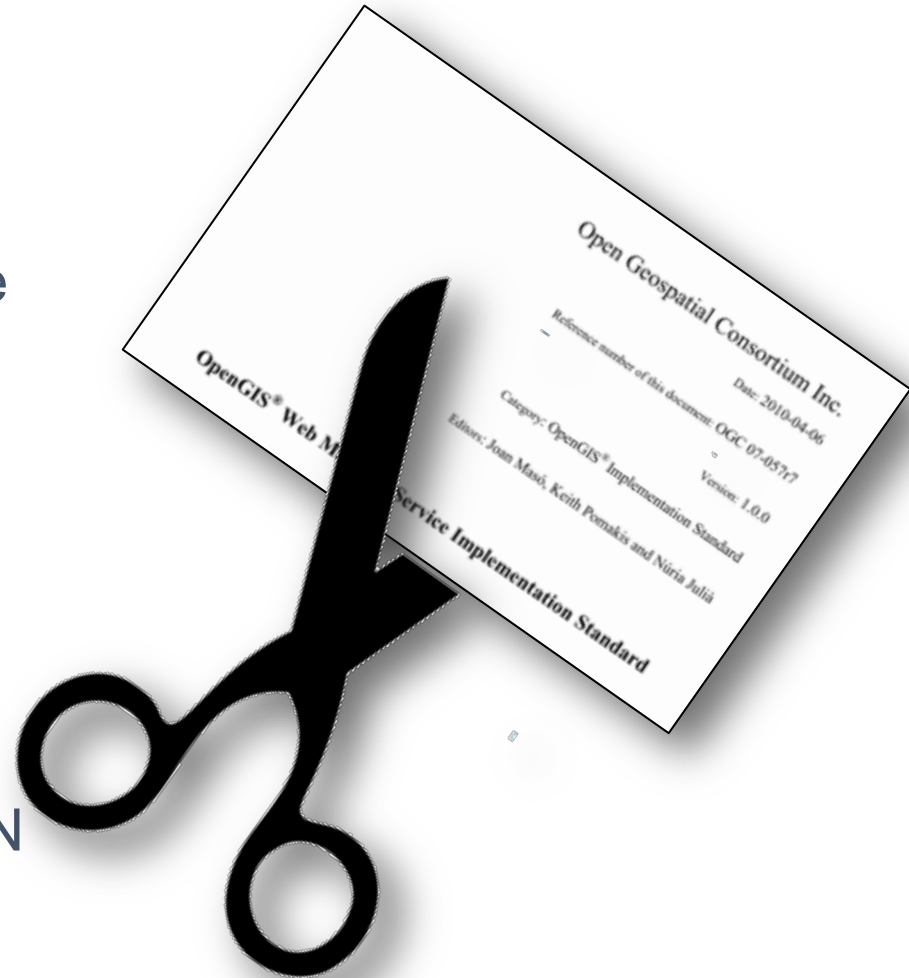 e
Open Geospatial Consortium Inc.
Date: 2010-04-06
Reference number of this document: OGC 07-057r7
Version: 1.0.0
Category: OpenGIS® Implementation Standard
Editors: Joan Masó, Keith Pomakis and Núria Julià
OpenGIS® Web M Service Implementation Standard
N